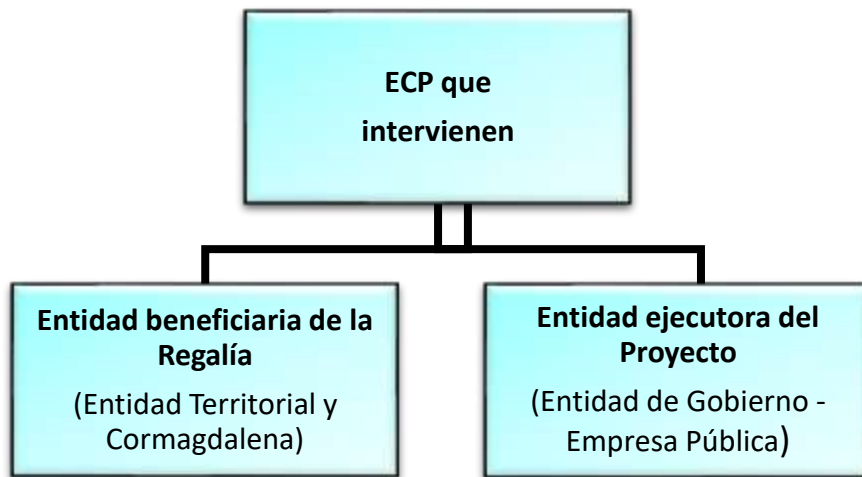 ECP que
intervienen
Entidad beneficiaria de la
Regalía
(Entidad Territorial y
Cormagdalena)
Entidad ejecutora del
Proyecto
(Entidad de Gobierno -
Empresa Pública)